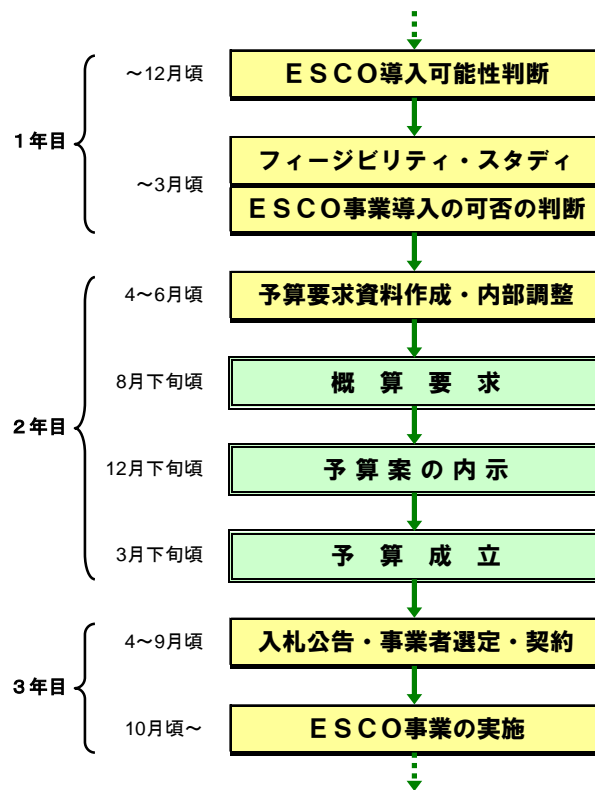 １年目
～12月頃
ＥＳＣＯ導入可能性判断
～3月頃
フィージビリティ・スタディ
ＥＳＣＯ事業導入の可否の判断
２年目
4～6月頃
予算要求資料作成・内部調整
8月下旬頃
概　算　要　求
12月下旬頃
予 算 案 の 内 示
3月下旬頃
予　算　成　立
３年目
4～9月頃
入札公告・事業者選定・契約
10月頃～
ＥＳＣＯ事業の実施